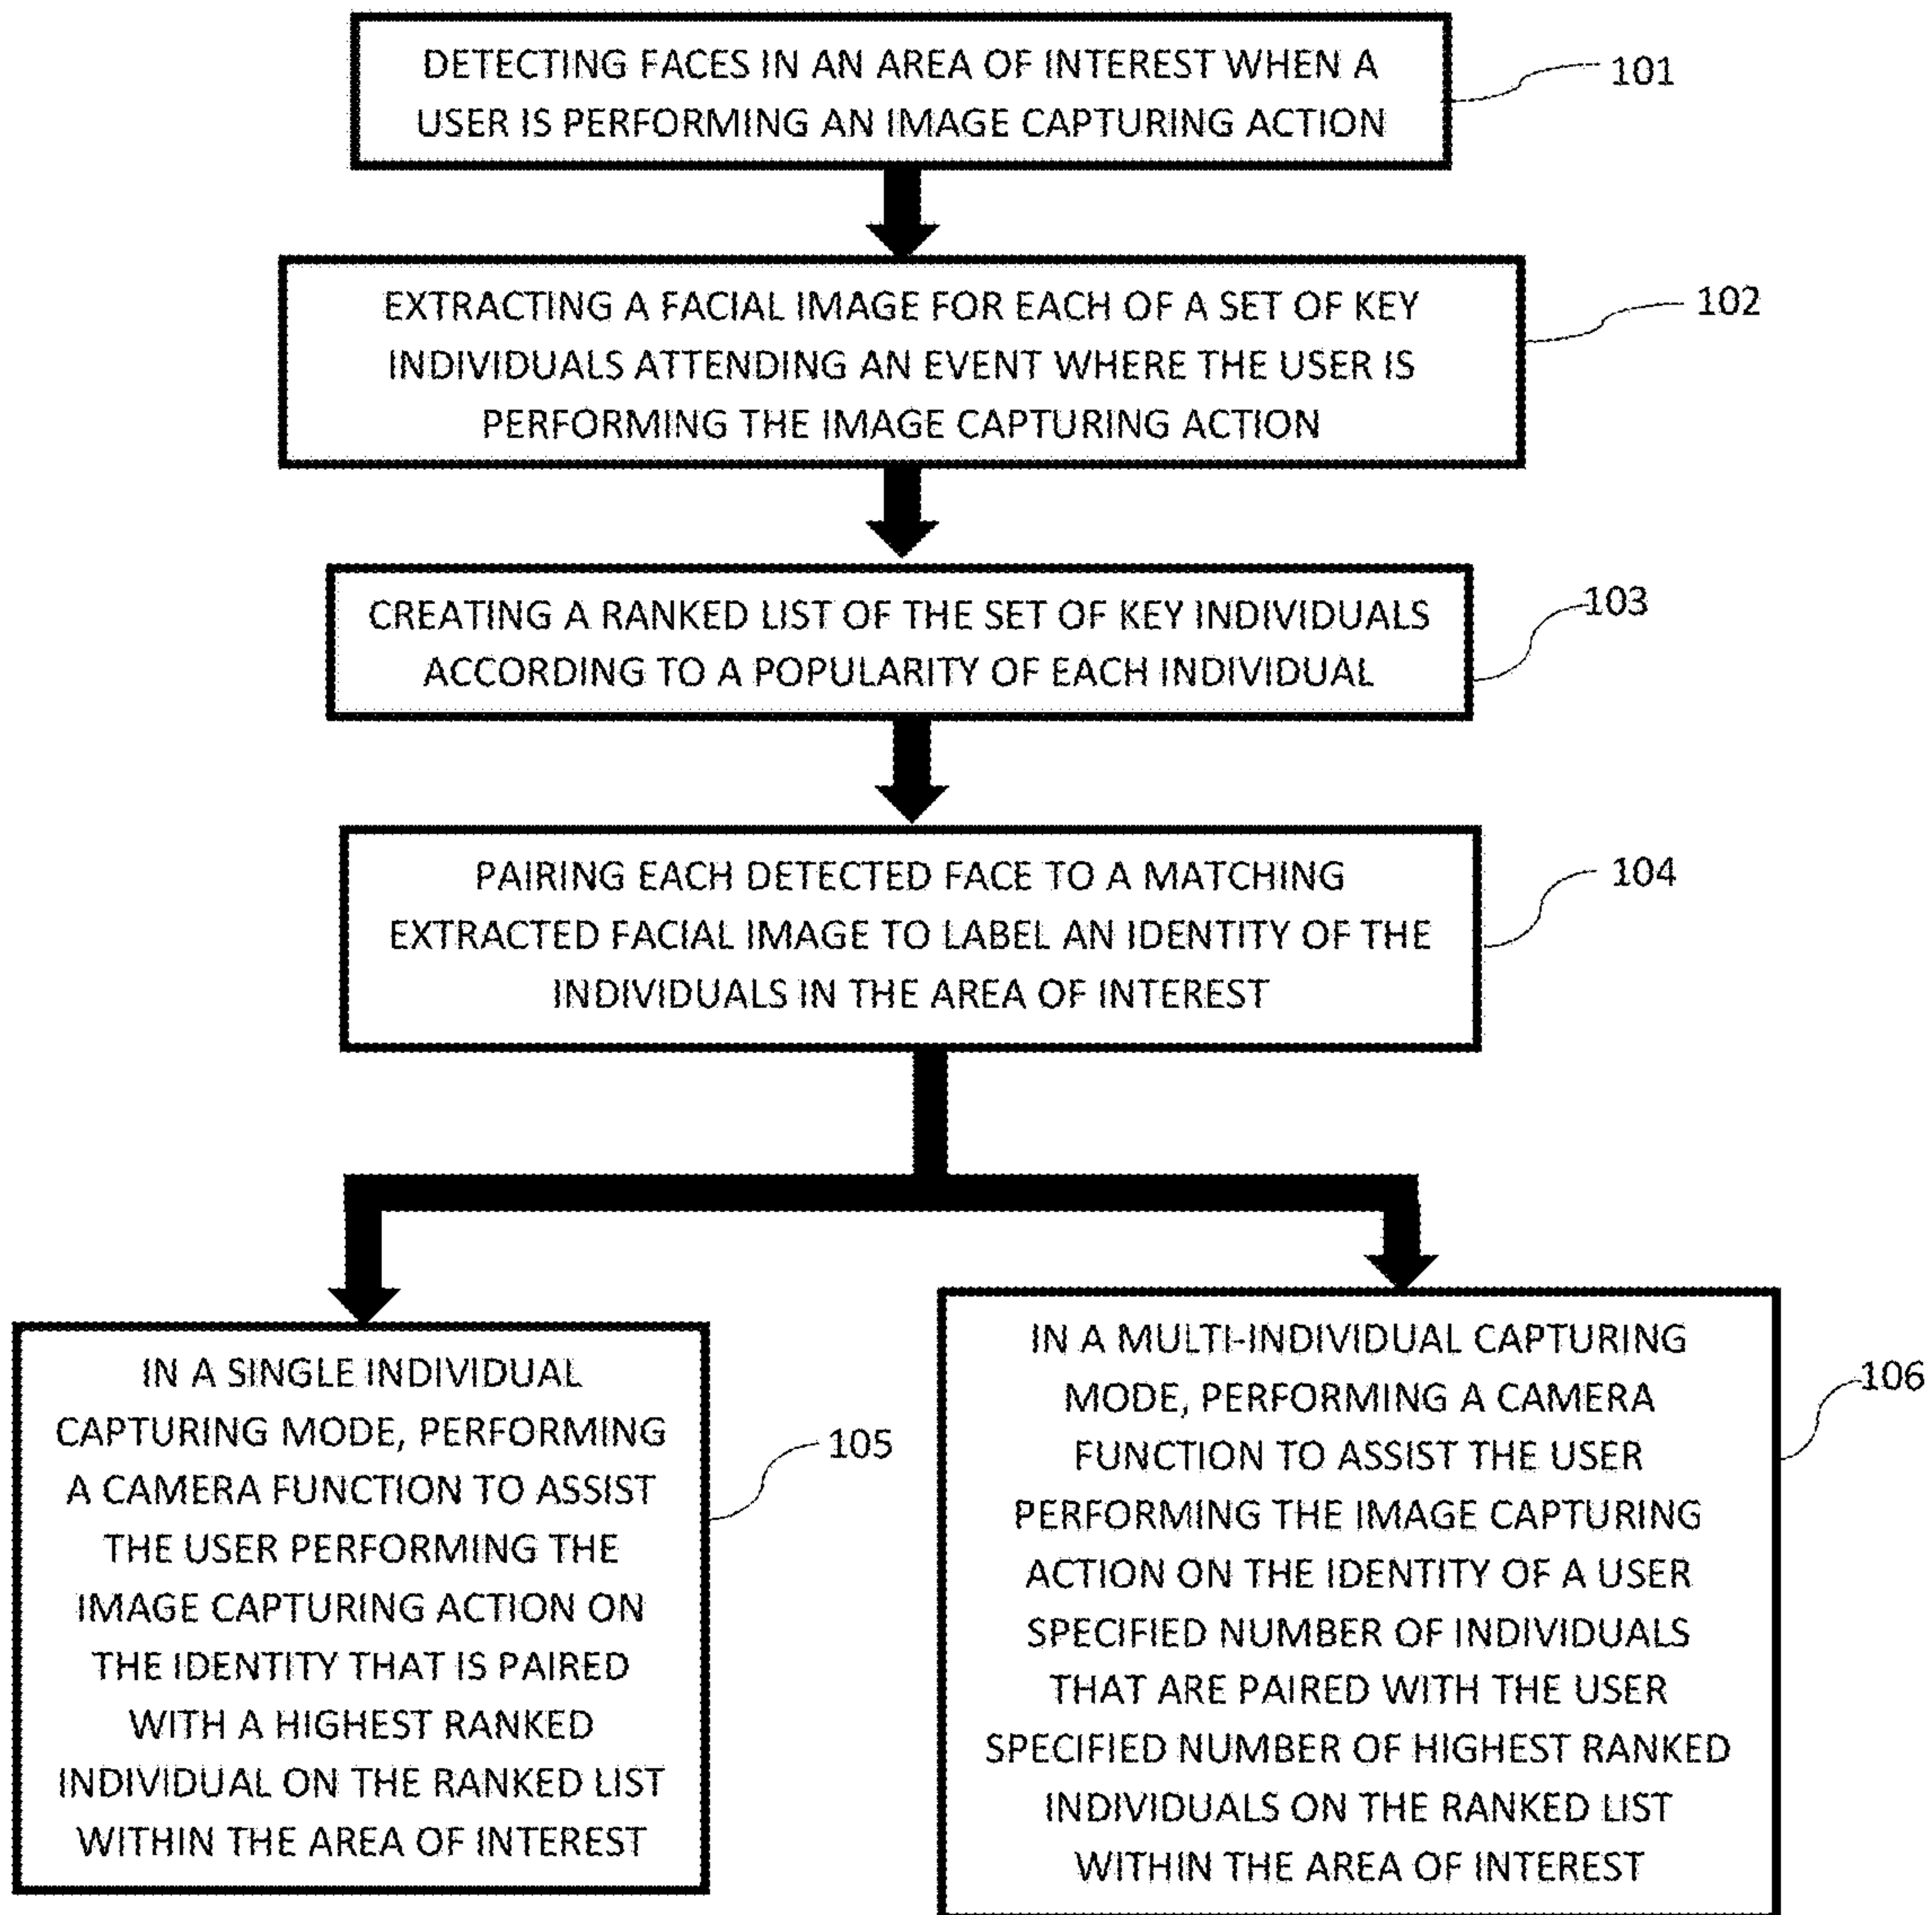 DETECTING FACES IN AN AREA OF INTEREST WHEN A
USER IS PERFORMING AN IMAGE CAPTURING ACTION
101
EXTRACTING A FACIAL IMAGE FOR EACH OF A SET OF KEY
INDIVIDUALS ATTENDING AN EVENT WHERE THE USER IS
PERFORMING THE IMAGE CAPTURING ACTION
102
CREATING A RANKED LIST OF THE SET OF KEY INDIVIDUALS
ACCORDING TO A POPULARITY OF EACH INDIVIDUAL
103
PAIRING EACH DETECTED FACE TO A MATCHING
EXTRACTED FACIAL IMAGE TO LABEL AN IDENTITY OF THE
INDIVIDUALS IN THE AREA OF INTEREST
104
IN A SINGLE INDIVIDUAL
CAPTURING MODE, PERFORMING
A CAMERA FUNCTION TO ASSIST
THE USER PERFORMING THE
IMAGE CAPTURING ACTION ON
THE IDENTITY THAT IS PAIRED
WITH A HIGHEST RANKED
INDIVIDUAL ON THE RANKED LIST
WITHIN THE AREA OF INTEREST
105
IN A MULTI-INDIVIDUAL CAPTURING
MODE, PERFORMING A CAMERA
FUNCTION TO ASSIST THE USER
PERFORMING THE IMAGE CAPTURING
ACTION ON THE IDENTITY OF A USER
SPECIFIED NUMBER OF INDIVIDUALS
THAT ARE PAIRED WITH THE USER
SPECIFIED NUMBER OF HIGHEST RANKED
INDIVIDUALS ON THE RANKED LIST
WITHIN THE AREA OF INTEREST
106